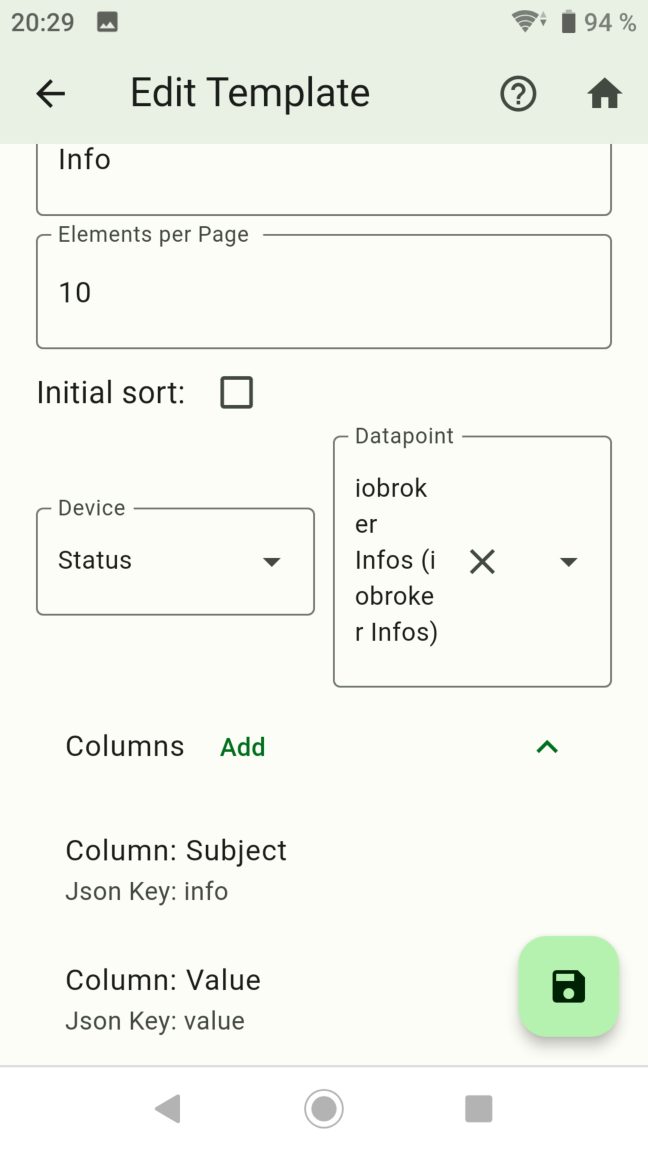 20:29
94 %
Edit Template
Info
Elements per Page
10
Initial sort:
Datapoint
iobrok
er
Infos (i
obroke
r Infos)
Device
Status
Columns Add
Column: Subject
Json Key: info
Column: Value
Json Key: value